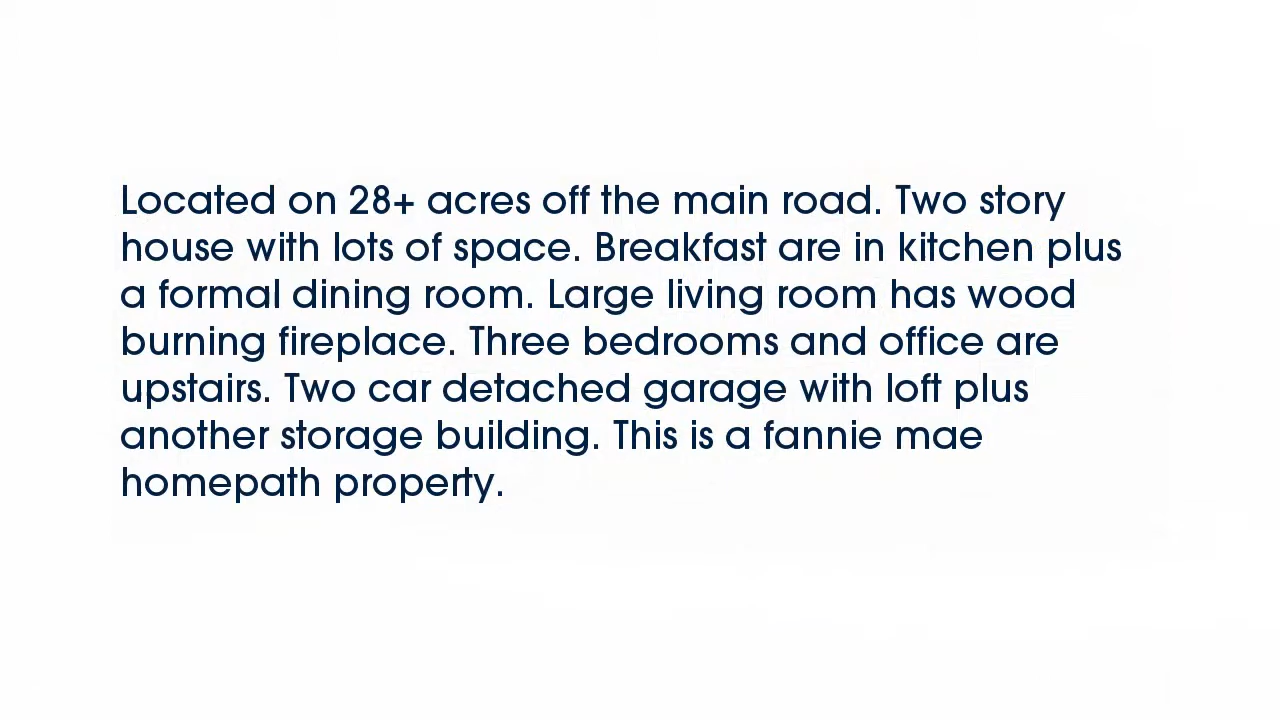 Located on 28+ acres off the main road. Two story
house with lots of space. Breakfast are in kitchen plus
a formal dining room. Large living room has wood
burning fireplace. Three bedrooms and office are
upstairs. Two car detached garage with loft plus
another storage building. This is a fannie mae
homepath property.